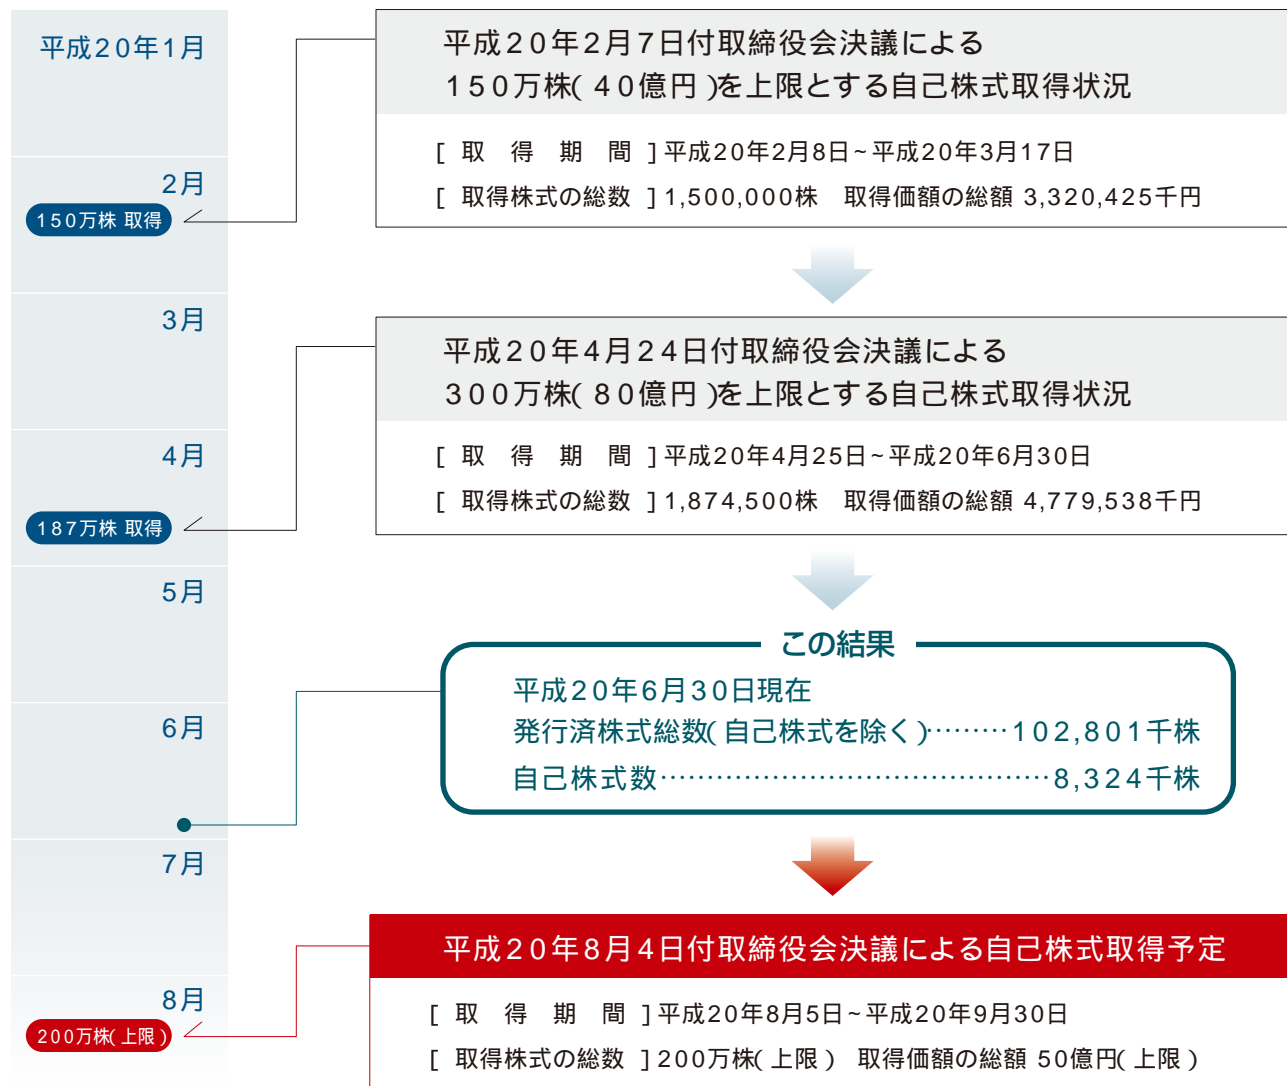 平成20年1月
平成20年2月7日付取締役会決議による
150万株(40億円)を上限とする自己株式取得状況
[ 取 得 期 間 ]平成20年2月8日~平成20年3月17日
[ 取得株式の総数 ]1,500,000株 取得価額の総額 3,320,425千円
2月
150万株 取得
3月
平成20年4月24日付取締役会決議による
300万株(80億円)を上限とする自己株式取得状況
[ 取 得 期 間 ]平成20年4月25日~平成20年6月30日
[ 取得株式の総数 ]1,874,500株 取得価額の総額 4,779,538千円
4月
187万株 取得
5月
この結果
平成20年6月30日現在
発行済株式総数(自己株式を除く)………102,801千株
自己株式数……………………………………8,324千株
6月
7月
平成20年8月4日付取締役会決議による自己株式取得予定
[ 取 得 期 間 ]平成20年8月5日~平成20年9月30日
[ 取得株式の総数 ]200万株(上限) 取得価額の総額 50億円(上限)
8月
200万株(上限)